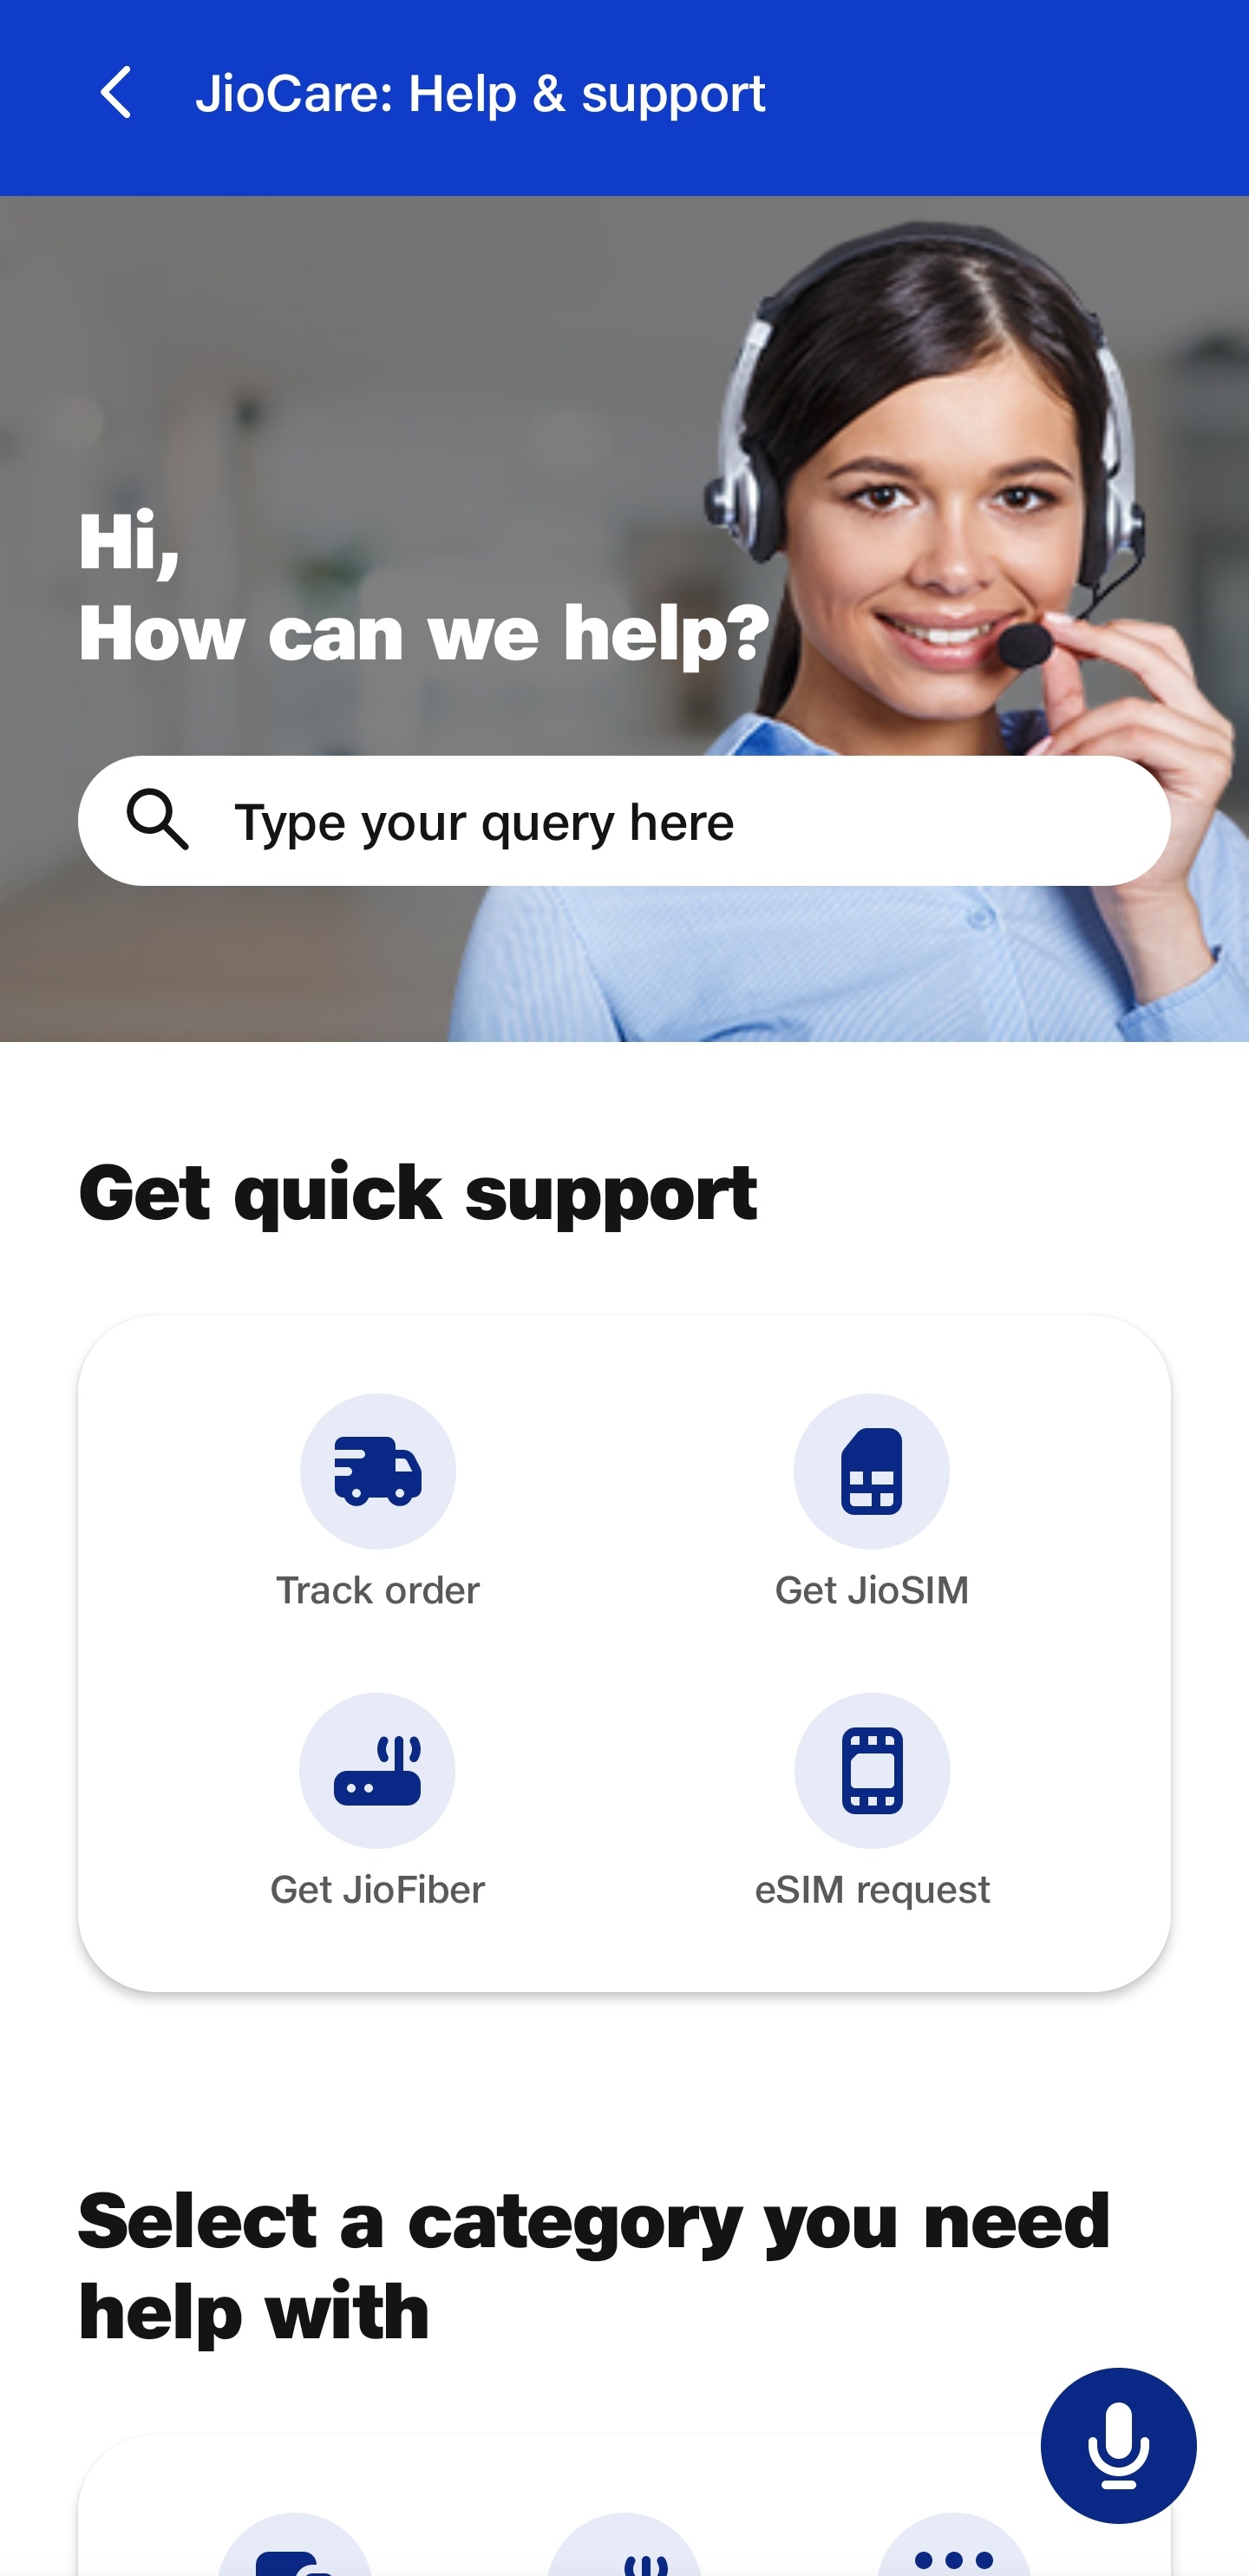 JioCare: Help & support
Hi,
How can we help?
Type your query here
Get quick support
Track order
Get JioSIM
Get JioFiber
eSIM request
Select a category you need
help with